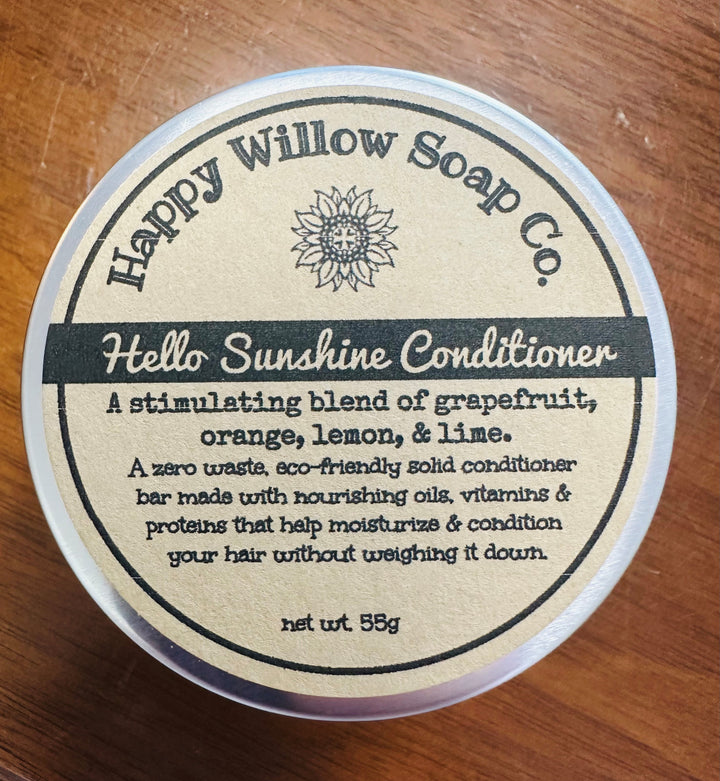 Happy Willow Soap Co.
Hello Sunshine Conditioner
A stimulating blend of grapefruit,
orange, lemon, & lime.
A zero waste, eco-friendly solid conditioner
bar made with nourishing oils, vitamins &
proteins that help moisturize & condition
your hair without weighing it down.
net wt. 55g